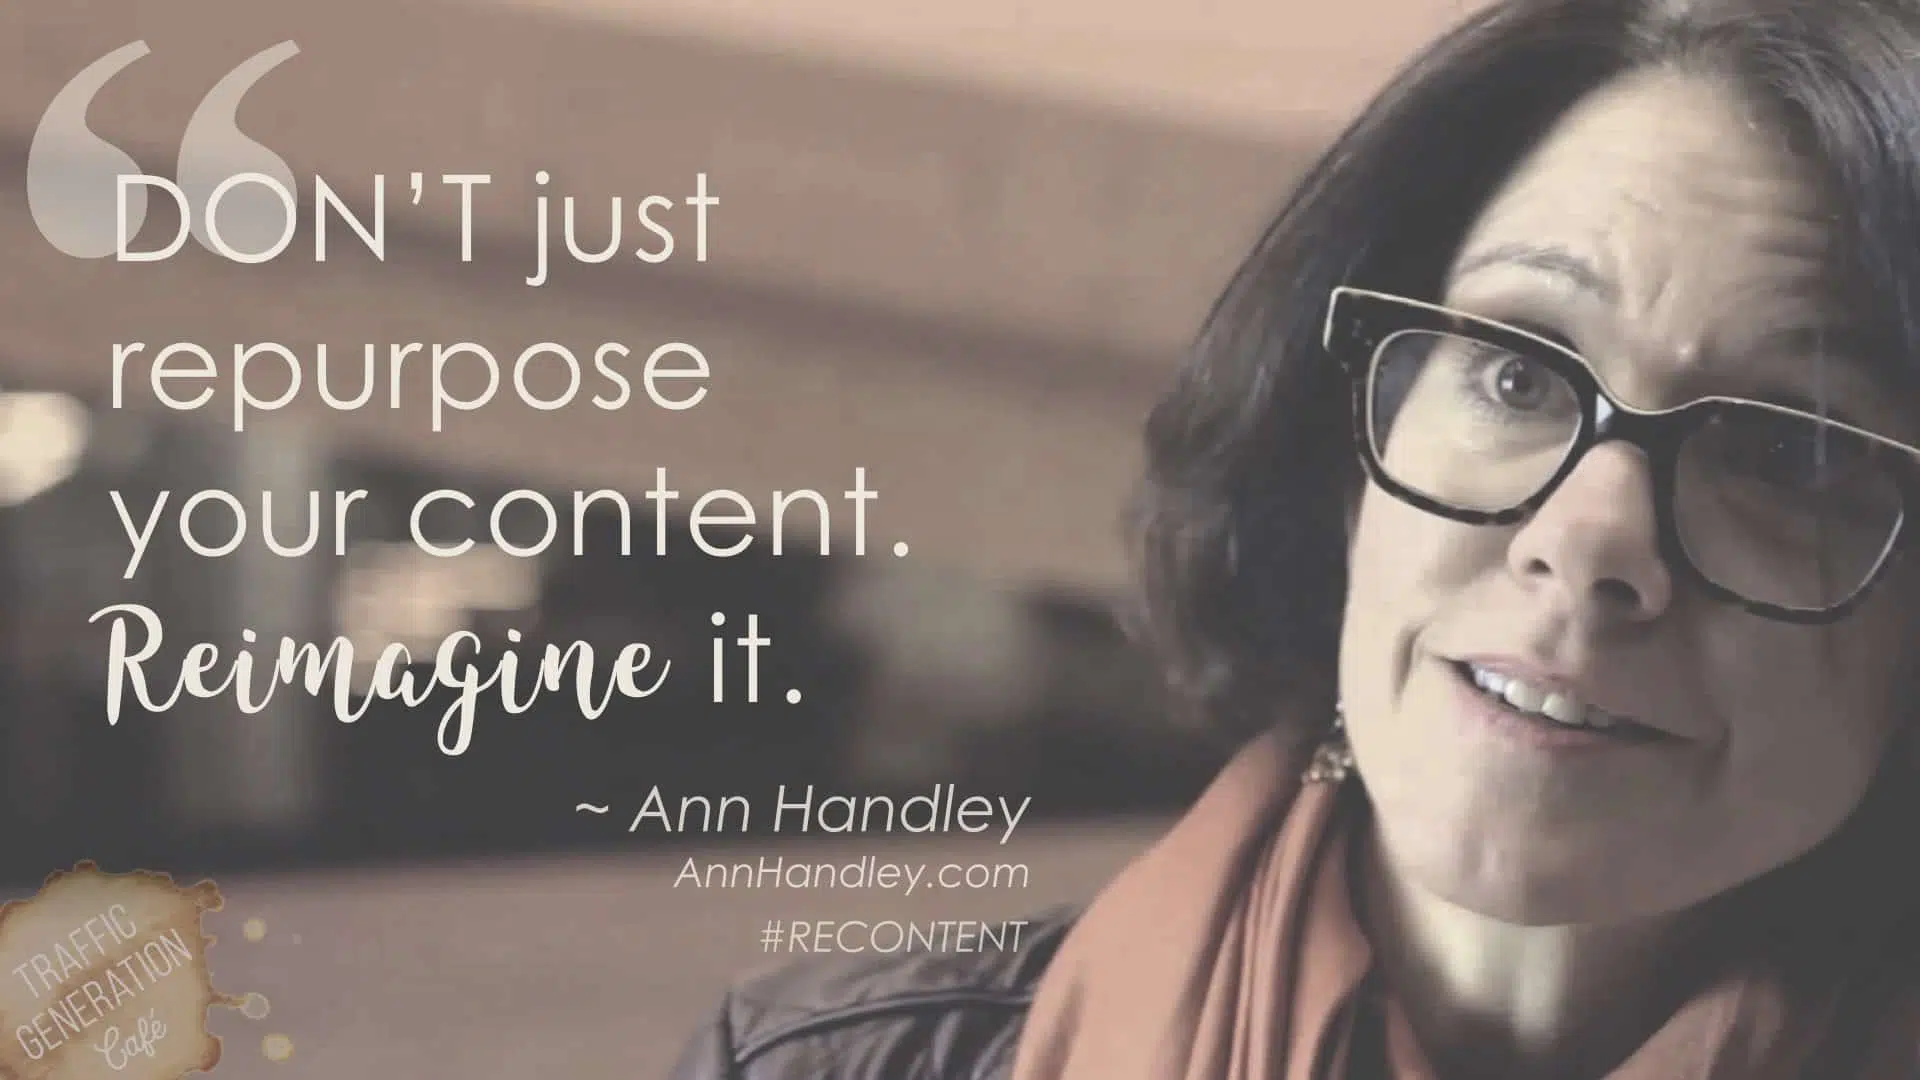 “DON’T just
repurpose
your content.
Reimagine it.
~ Ann Handley
AnnHandley.com
#RECONTENT
TRAFFIC
GENERATION
Café